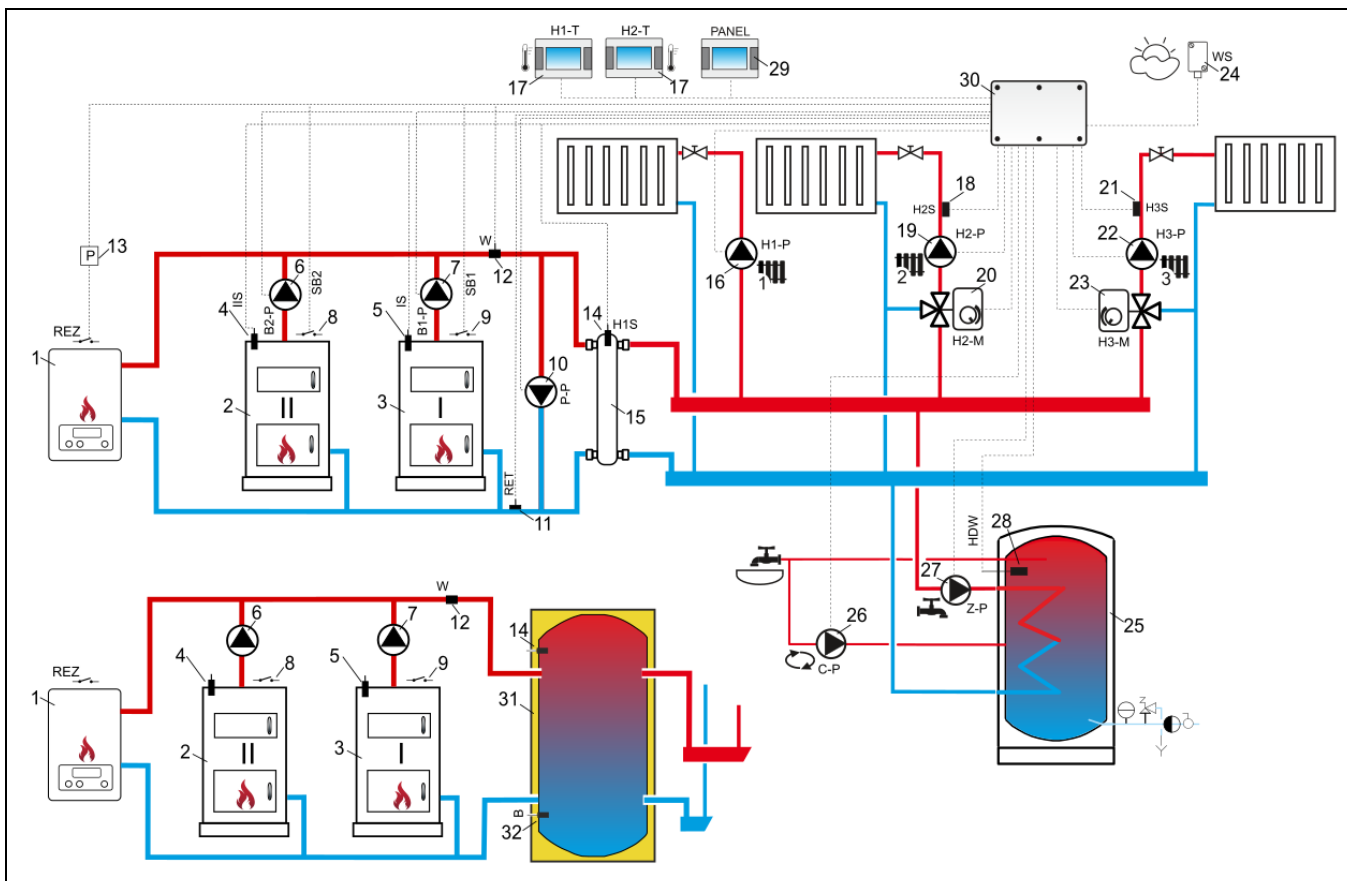 H1-T
H2-T
PANEL
17
17
29
30
WS
24
P
13
IIS
B2-P
SB2
IS
B1-P
SB1
W
12
6
7
4
8
5
9
14
H1S
REZ
1
2
II
3
I
10
P-P
15
RET
11
H1-P
16
1
18
H2S
19
H2-P
2
20
H2-M
21
H3S
22
H3-P
3
23
H3-M
HDW
28
27
Z-P
25
26
C-P
W
12
6
7
4
8
5
9
REZ
1
2
II
3
I
14
31
B
32